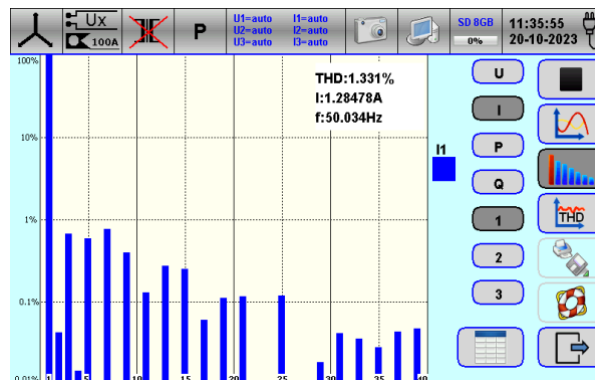 Ux
100A
P
U1=auto I1=auto
U2=auto I2=auto
U3=auto I3=auto
SD 8GB
0%
11:35:55
20-10-2023
100%
10%
1%
0.1%
0.01%
1 5 10 15 20 25 30 35 40
THD:1.331%
I:1.28478A
f:50.034Hz
I1
U
I
P
Q
1
2
3
THD